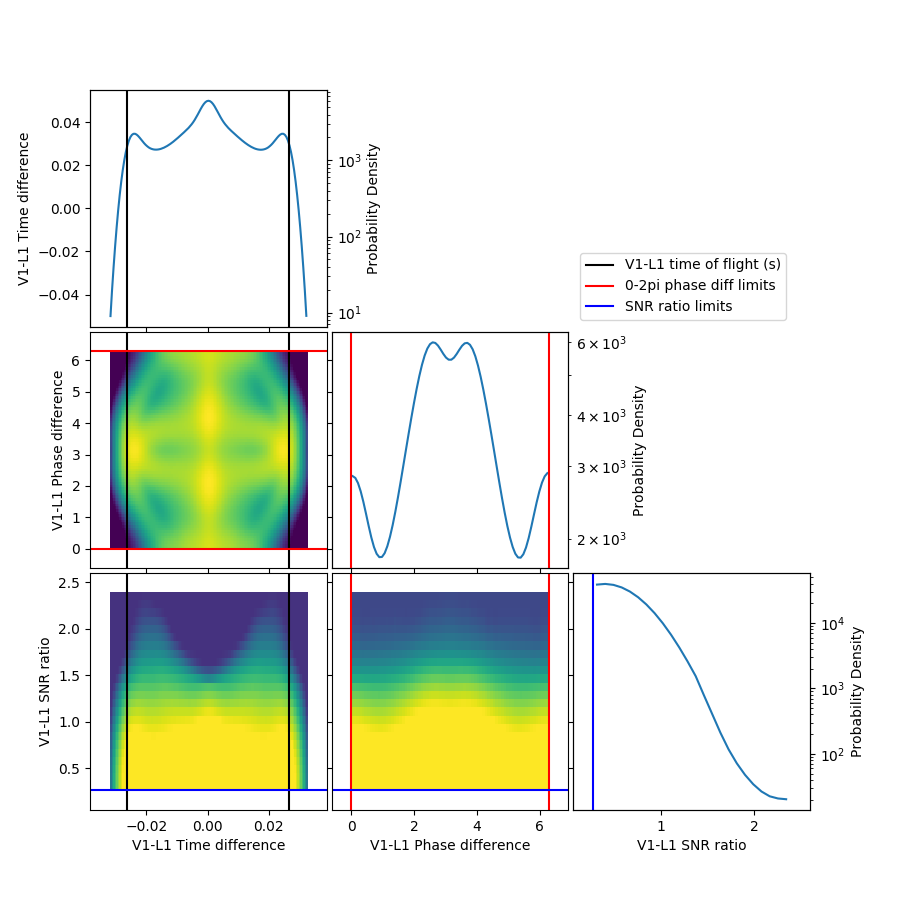 0.04
0.02
0.00
−0.02
−0.04
V1-L1 Time difference
10³
10²
10¹
Probability Density
V1-L1 time of flight (s)
0-2pi phase diff limits
SNR ratio limits
6
5
4
3
2
1
0
V1-L1 Phase difference
6 × 10³
4 × 10³
3 × 10³
2 × 10³
Probability Density
2.5
2.0
1.5
1.0
0.5
V1-L1 SNR ratio
10⁴
10³
10²
Probability Density
−0.02 0.00 0.02
V1-L1 Time difference
0 2 4 6
V1-L1 Phase difference
1 2
V1-L1 SNR ratio